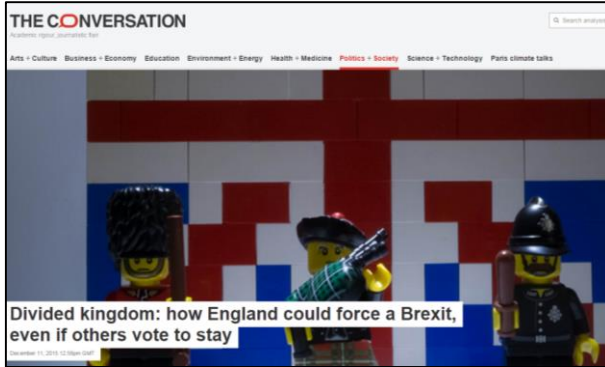 THE CONVERSATION
Academic rigour, journalistic flair
Search analysis
Arts + Culture Business + Economy Education Environment + Energy Health + Medicine Politics + Society Science + Technology Paris climate talks
Divided kingdom: how England could force a Brexit,
even if others vote to stay
December 11, 2015 12.58pm GMT